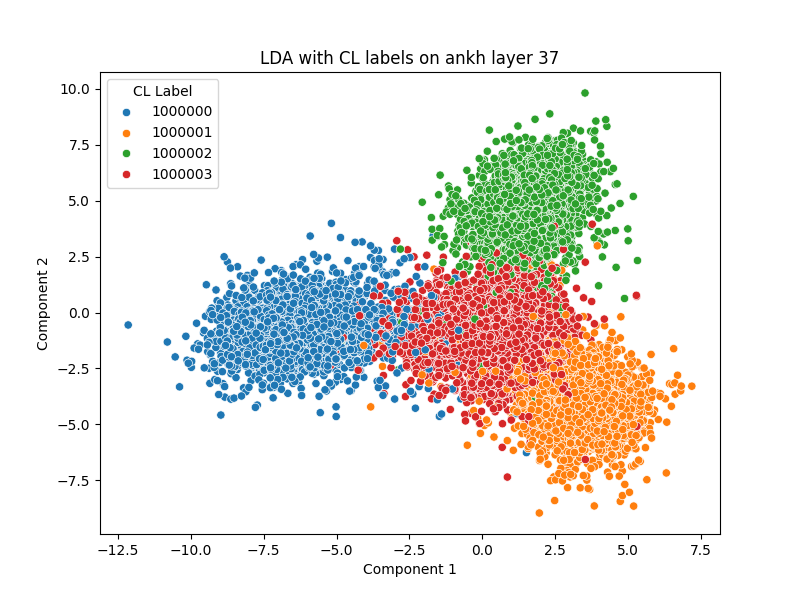 LDA with CL labels on ankh layer 37
CL Label
1000000
1000001
1000002
1000003
10.0
7.5
5.0
2.5
0.0
−2.5
−5.0
−7.5
Component 2
−12.5 −10.0 −7.5 −5.0 −2.5 0.0 2.5 5.0 7.5
Component 1